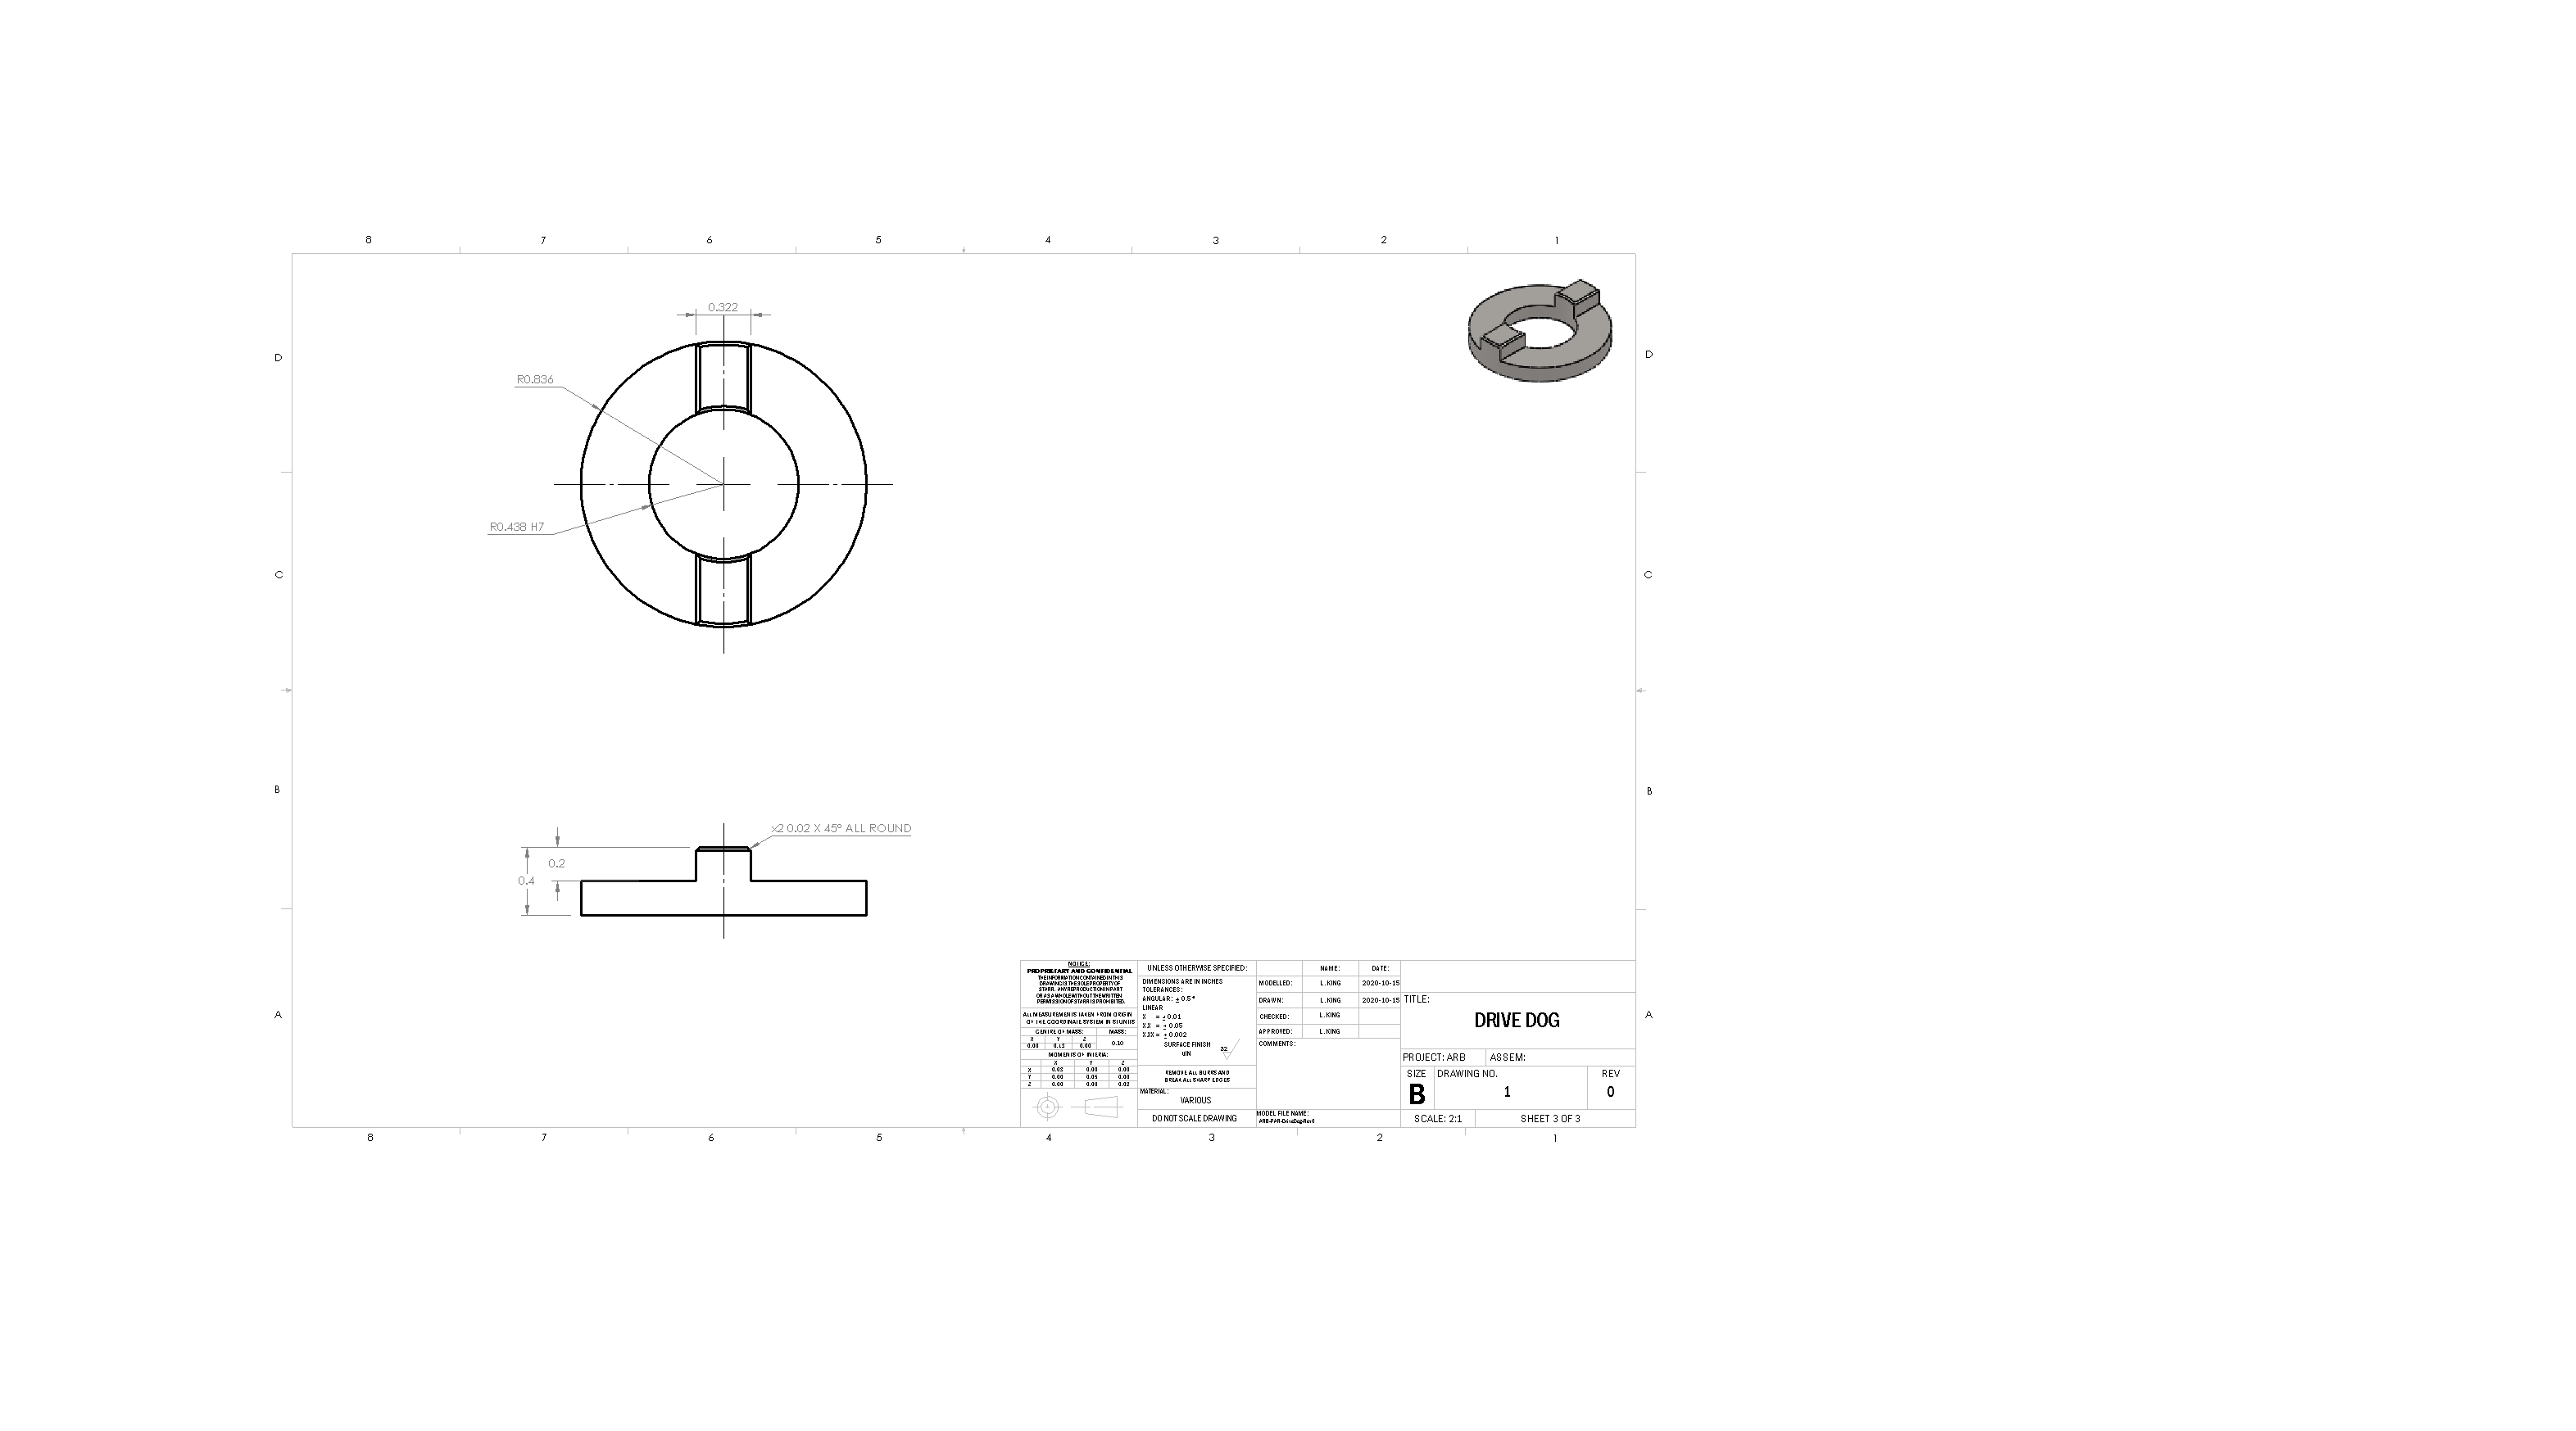 8 7 6 5 4 3 2 1
0.322
D
D
R0.836
R0.438 H7
C
C
B
B
x2 0.02 X 45° ALL ROUND
0.2
0.4
A
A
NOTICE:
PROPRIETARY AND CONFIDENTIAL
THE INFORMATION CONTAINED IN THIS
DRAWING IS THE SOLE PROPERTY OF
STARR. ANY REPRODUCTION IN PART
OR AS A WHOLE WITHOUT THE WRITTEN
PERMISSION OF STARR IS PROHIBITED.
ALL MEASUREMENTS TAKEN FROM ORIGIN
OF THE COORDINATE SYSTEM IN SI UNITS
CENTRE OF MASS: MASS:
X Y Z
0.00 0.00 0.10
MOMENTS OF INERTIA:
X Y Z
X 0.03 0.00 0.00
Y 0.00 0.05 0.00
Z 0.00 0.00 0.02
UNLESS OTHERWISE SPECIFIED:
DIMENSIONS ARE IN INCHES
TOLERANCES:
ANGULAR: ± 0.5°
LINEAR
X = ± 0.01
X.X = ± 0.05
X.XX = ± 0.002
SURFACE FINISH
uIN
32
REMOVE ALL BURRS AND
BREAK ALL SHARP EDGES
MATERIAL:
VARIOUS
DO NOT SCALE DRAWING
NAME: DATE:
MODELLED: L.KING 2020-10-15
DRAWN: L.KING 2020-10-15
CHECKED: L.KING
APPROVED: L.KING
COMMENTS:
MODEL FILE NAME:
TITLE:
DRIVE DOG
PROJECT: ARB ASSEM:
SIZE DRAWING NO. REV
B 1 0
SCALE: 2:1 SHEET 3 OF 3
8 7 6 5 4 3 2 1